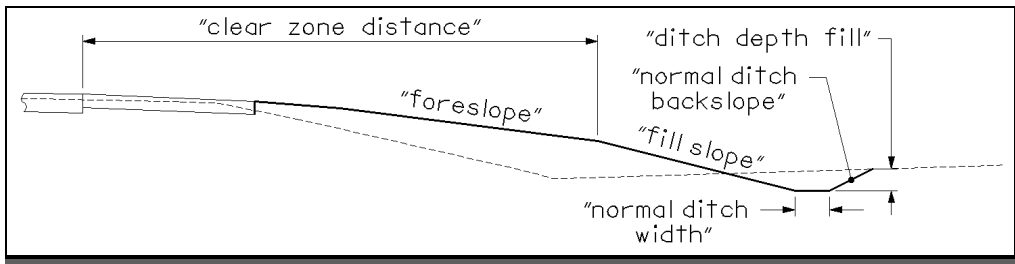 "clear zone distance"
"ditch depth fill"
"normal ditch
backslope"
"foreslope"
"fill slope"
"normal ditch
width"